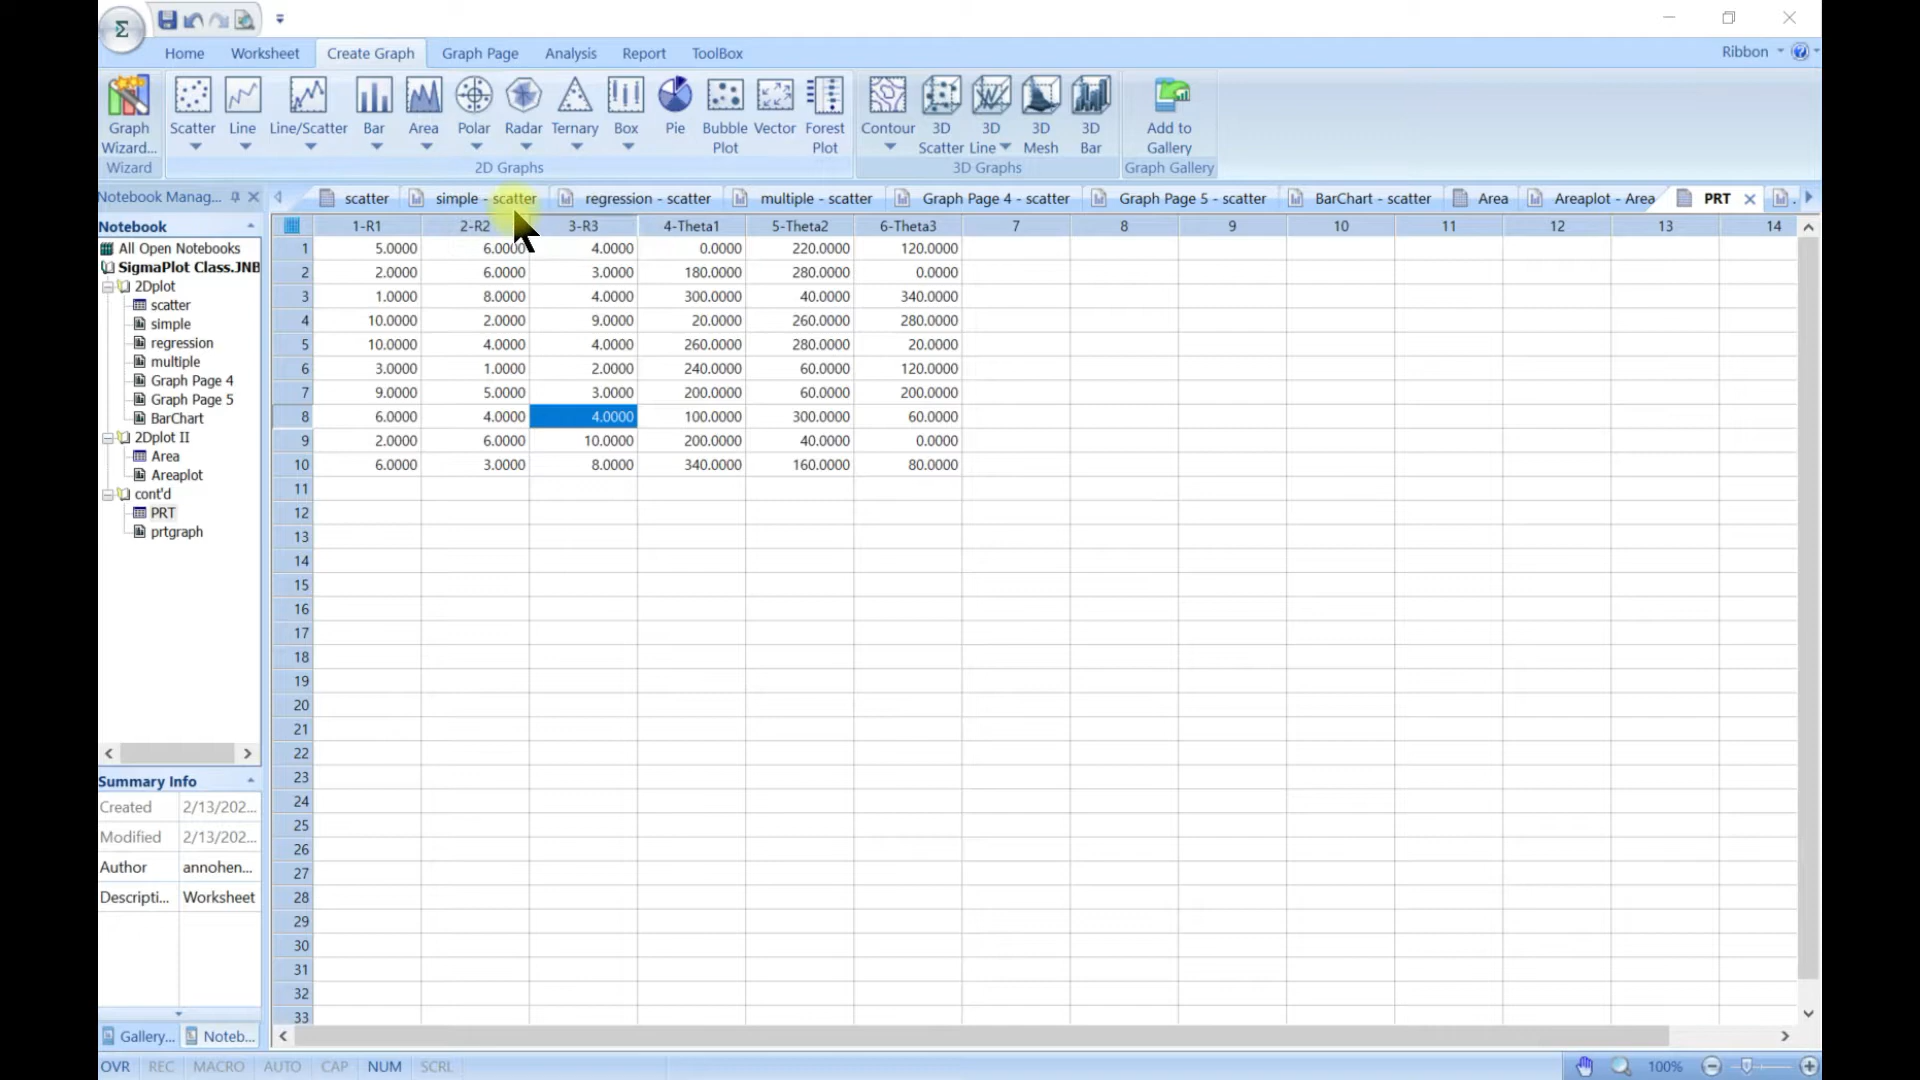 Home Worksheet Create Graph Graph Page Analysis Report ToolBox Ribbon
Graph Wizard... Scatter Line Line/Scatter Bar Area Polar Radar Ternary Box Pie Bubble Plot Vector Forest Plot Contour 3D Scatter 3D Line 3D Mesh 3D Bar Add to Gallery
Wizard 2D Graphs 3D Graphs Graph Gallery
Notebook Manag... scatter simple - scatter regression - scatter multiple - scatter Graph Page 4 - scatter Graph Page 5 - scatter BarChart - scatter Area Areaplot - Area PRT
Notebook
All Open Notebooks
SigmaPlot Class.JNB
2Dplot
scatter
simple
regression
multiple
Graph Page 4
Graph Page 5
BarChart
2Dplot II
Area
Areaplot
cont'd
PRT
prtgraph
Summary Info
Created 2/13/202...
Modified 2/13/202...
Author annohen...
Descripti... Worksheet
Gallery... Noteb...
1-R1 2-R2 3-R3 4-Theta1 5-Theta2 6-Theta3 7 8 9 10 11 12 13 14
1 5.0000 6.0000 4.0000 0.0000 220.0000 120.0000
2 2.0000 6.0000 3.0000 180.0000 280.0000 0.0000
3 1.0000 8.0000 4.0000 300.0000 40.0000 340.0000
4 10.0000 2.0000 9.0000 20.0000 260.0000 280.0000
5 10.0000 4.0000 4.0000 260.0000 280.0000 20.0000
6 3.0000 1.0000 2.0000 240.0000 60.0000 120.0000
7 9.0000 5.0000 3.0000 200.0000 60.0000 200.0000
8 6.0000 4.0000 4.0000 100.0000 300.0000 60.0000
9 2.0000 6.0000 10.0000 200.0000 40.0000 0.0000
10 6.0000 3.0000 8.0000 340.0000 160.0000 80.0000
11
12
13
14
15
16
17
18
19
20
21
22
23
24
25
26
27
28
29
30
31
32
33
OVR REC MACRO AUTO CAP NUM SCRL 100%